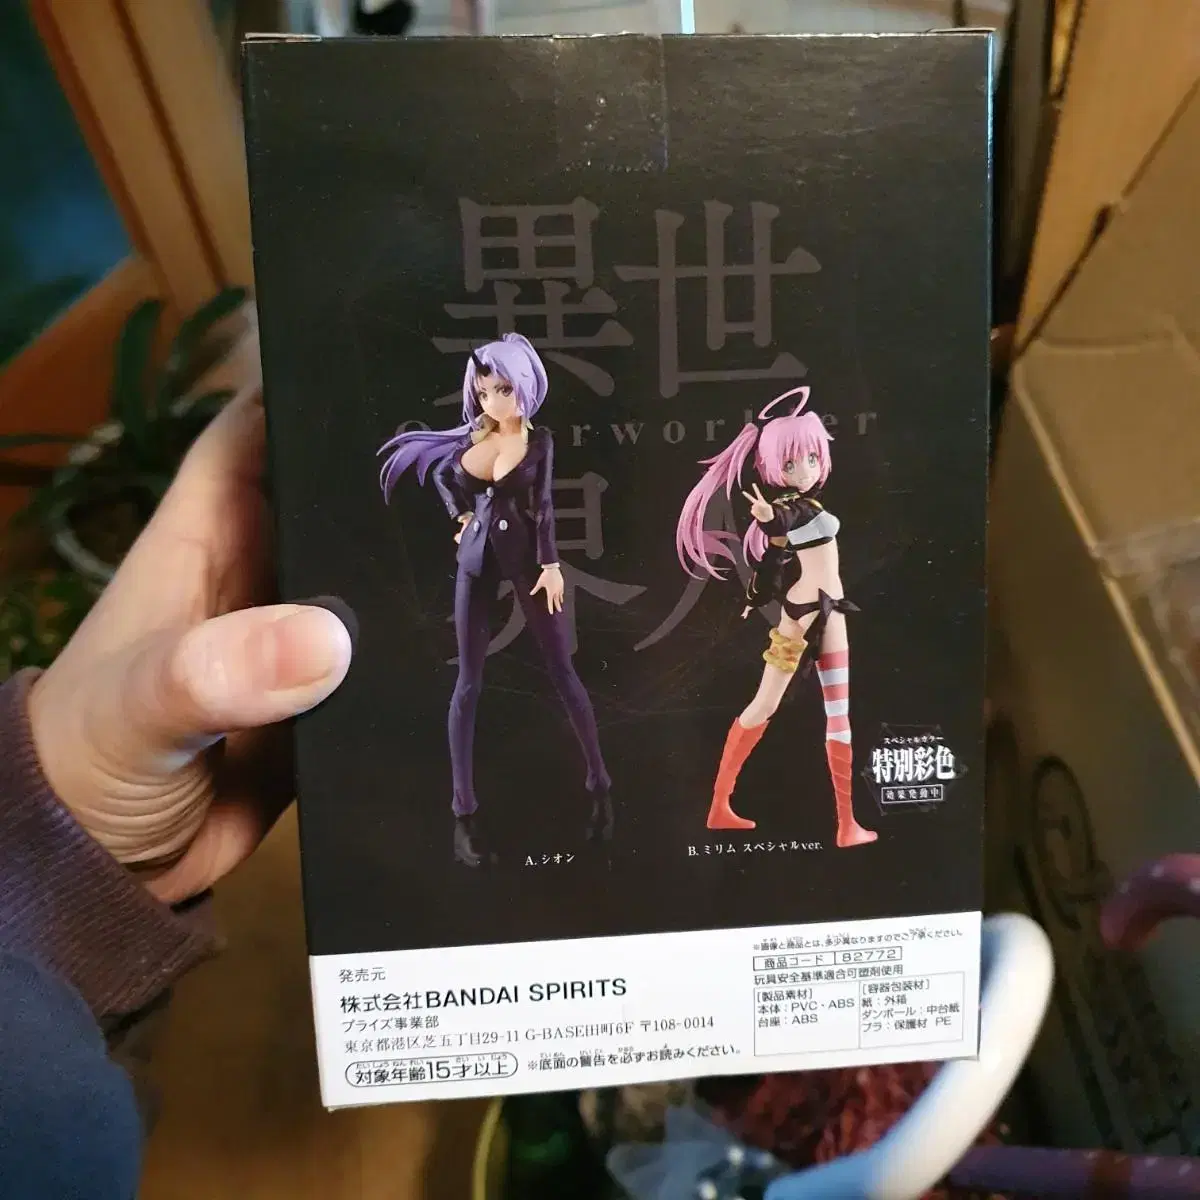 異世
Otherworlder
界人
A. シオン
B. ミリム スペシャルver.
スペシャルカラー
特別彩色
効果発動中
発売元
株式会社BANDAI SPIRITS
プライズ事業部
東京都港区芝五丁目29-11 G-BASE田町6F 〒108-0014
対象年齢15才以上
※底面の警告を必ずお読みください。
※画像と商品とは、多少異なりますのでご了承ください。
商品コード 82772
玩具安全基準適合可塑剤使用
[製品素材]
本体：PVC・ABS
台座：ABS
[容器包装材]
紙：外箱
ダンボール：中台紙
プラ：保護材 PE